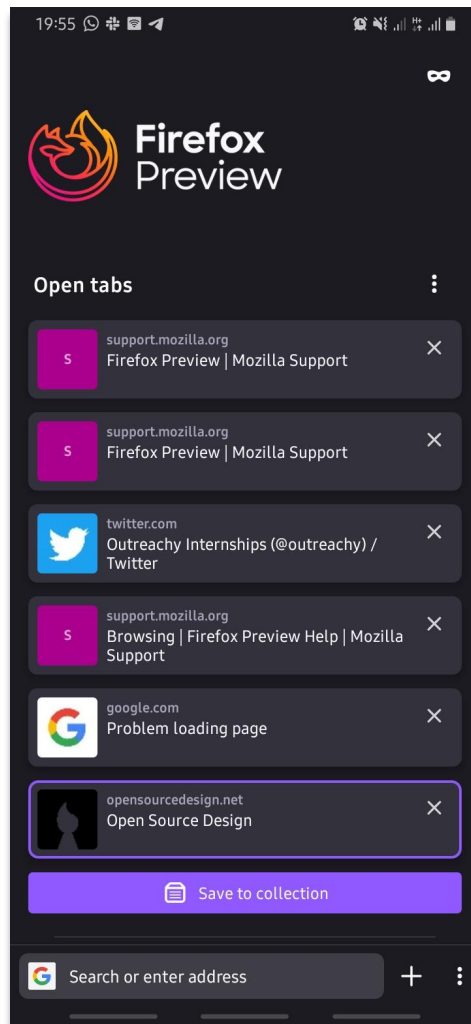 19:55
Firefox
Preview
Open tabs
S
support.mozilla.org
Firefox Preview | Mozilla Support
S
support.mozilla.org
Firefox Preview | Mozilla Support
twitter.com
Outreachy Internships (@outreachy) /
Twitter
S
support.mozilla.org
Browsing | Firefox Preview Help | Mozilla
Support
G
google.com
Problem loading page
opensourcedesign.net
Open Source Design
Save to collection
G
Search or enter address